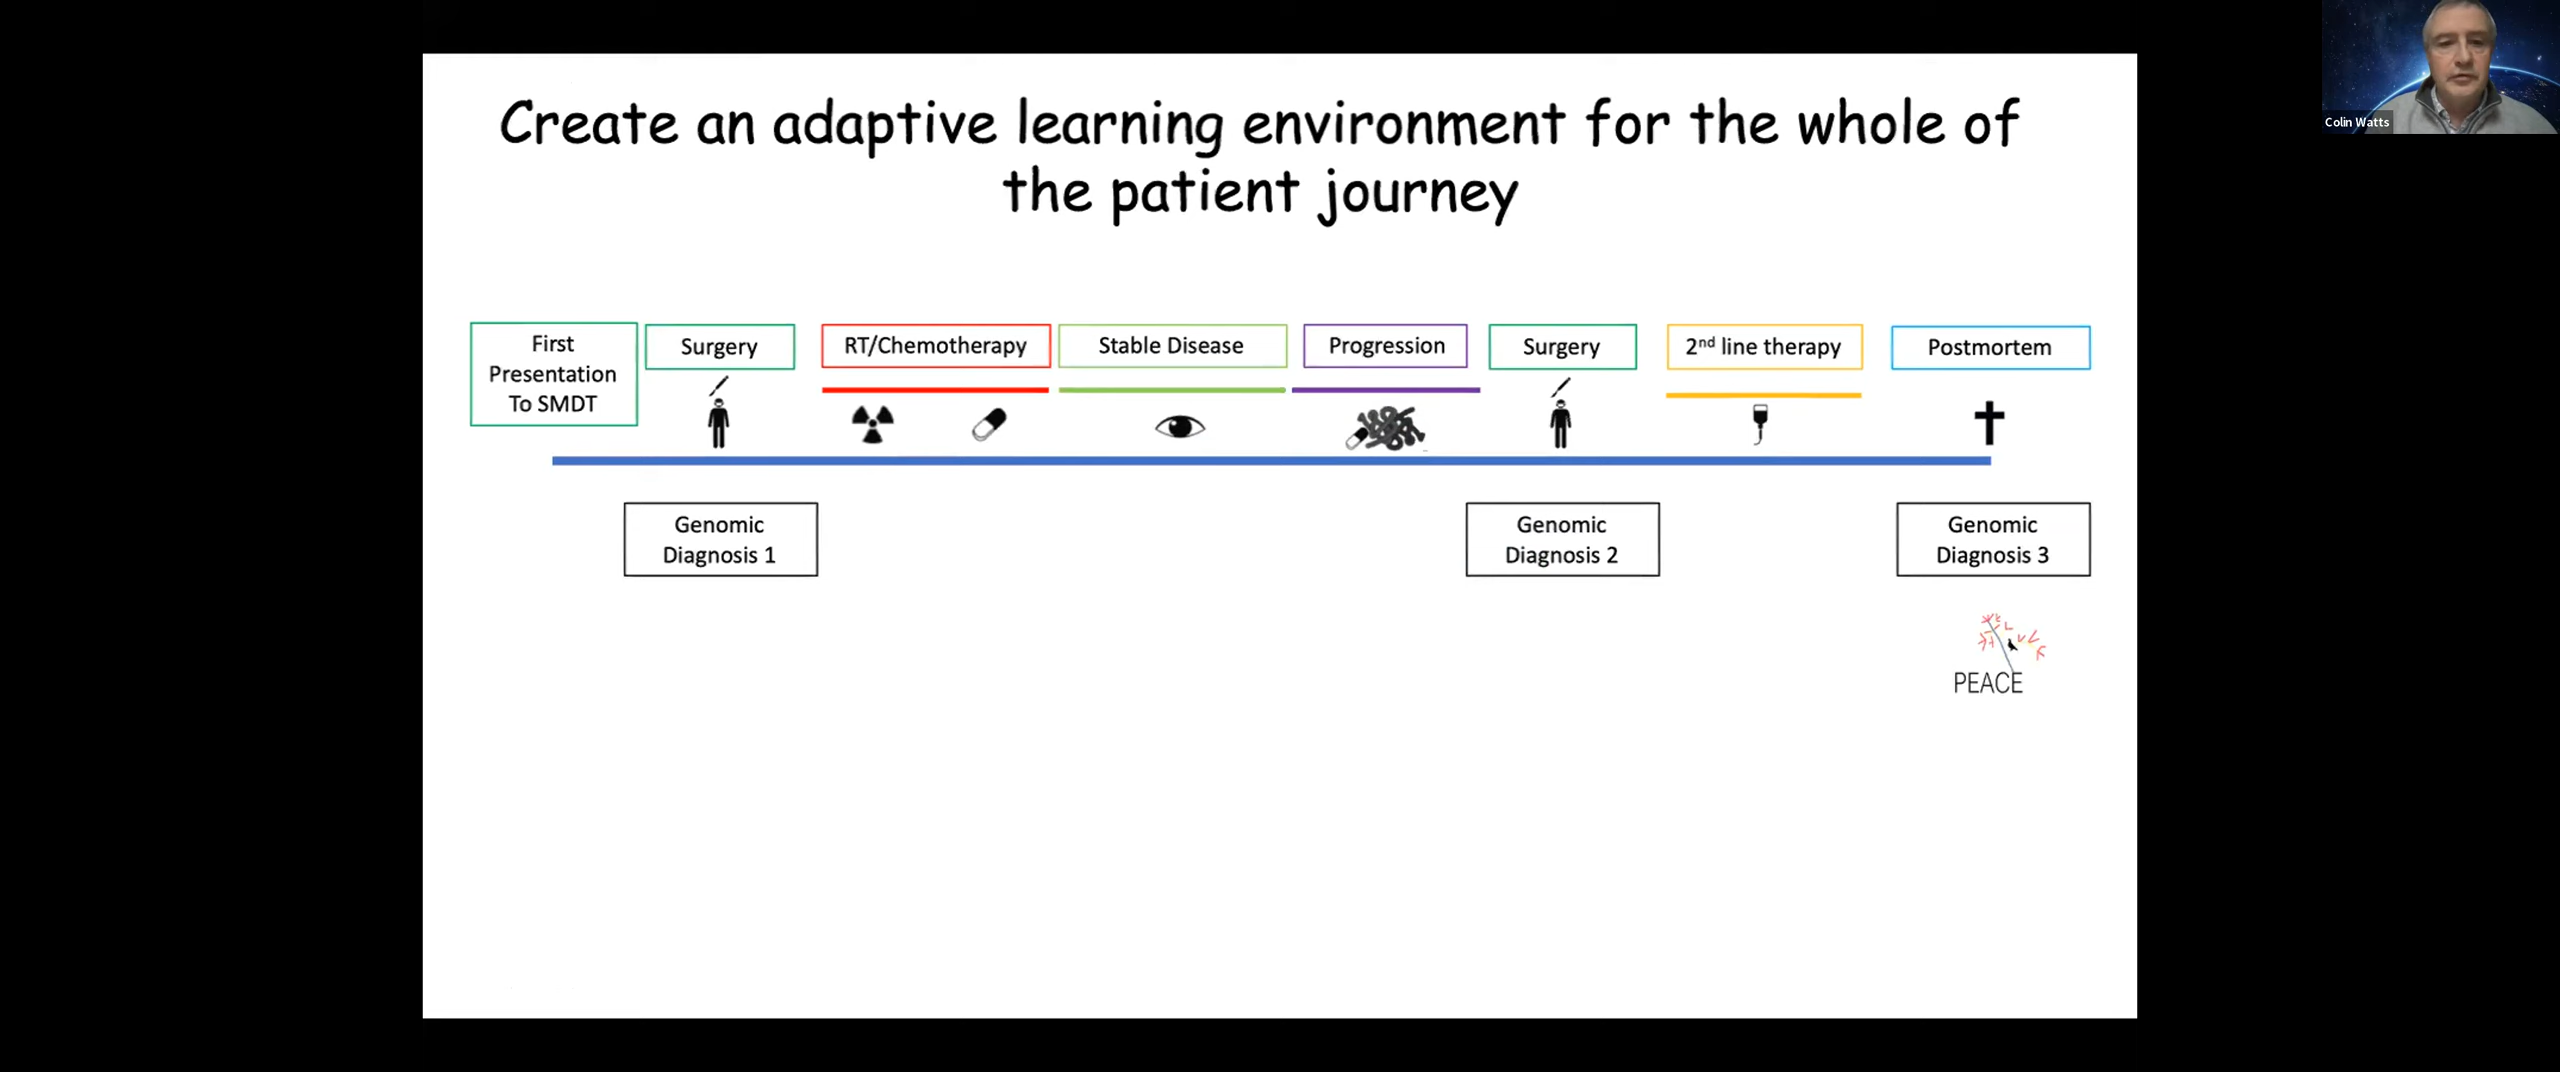 Create an adaptive learning environment for the whole of
the patient journey
First
Presentation
To SMDT
Surgery
RT/Chemotherapy
Stable Disease
Progression
Surgery
2nd line therapy
Postmortem
Genomic
Diagnosis 1
Genomic
Diagnosis 2
Genomic
Diagnosis 3
PEACE
Colin Watts